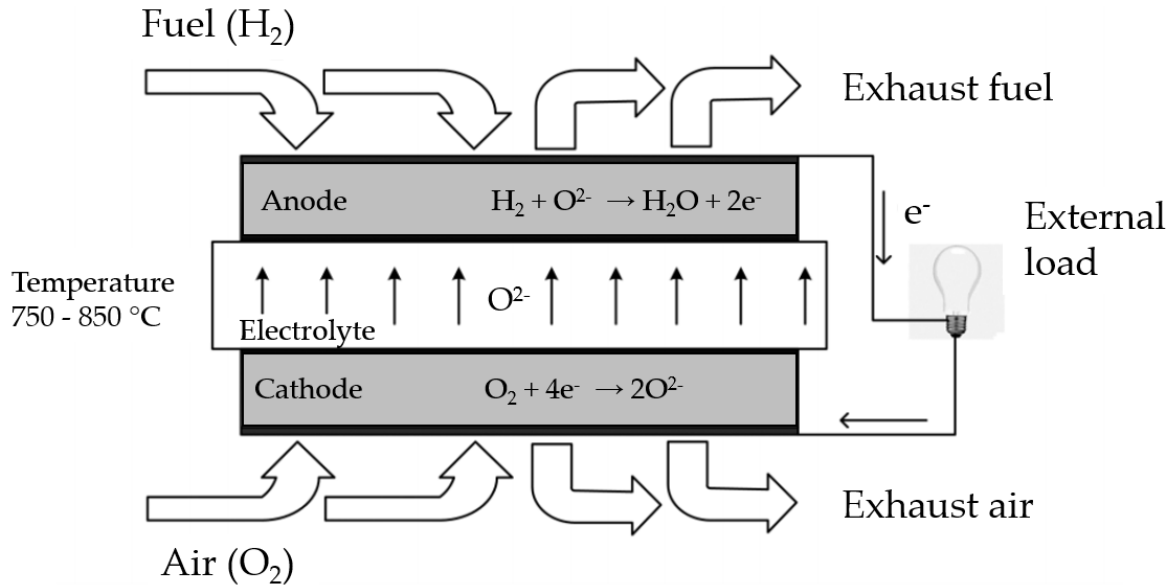 Fuel (H₂)
Exhaust fuel
Anode
H₂ + O²⁻ → H₂O + 2e⁻
e⁻
External
load
Temperature
750 - 850 °C
O²⁻
Electrolyte
Cathode
O₂ + 4e⁻ → 2O²⁻
Exhaust air
Air (O₂)